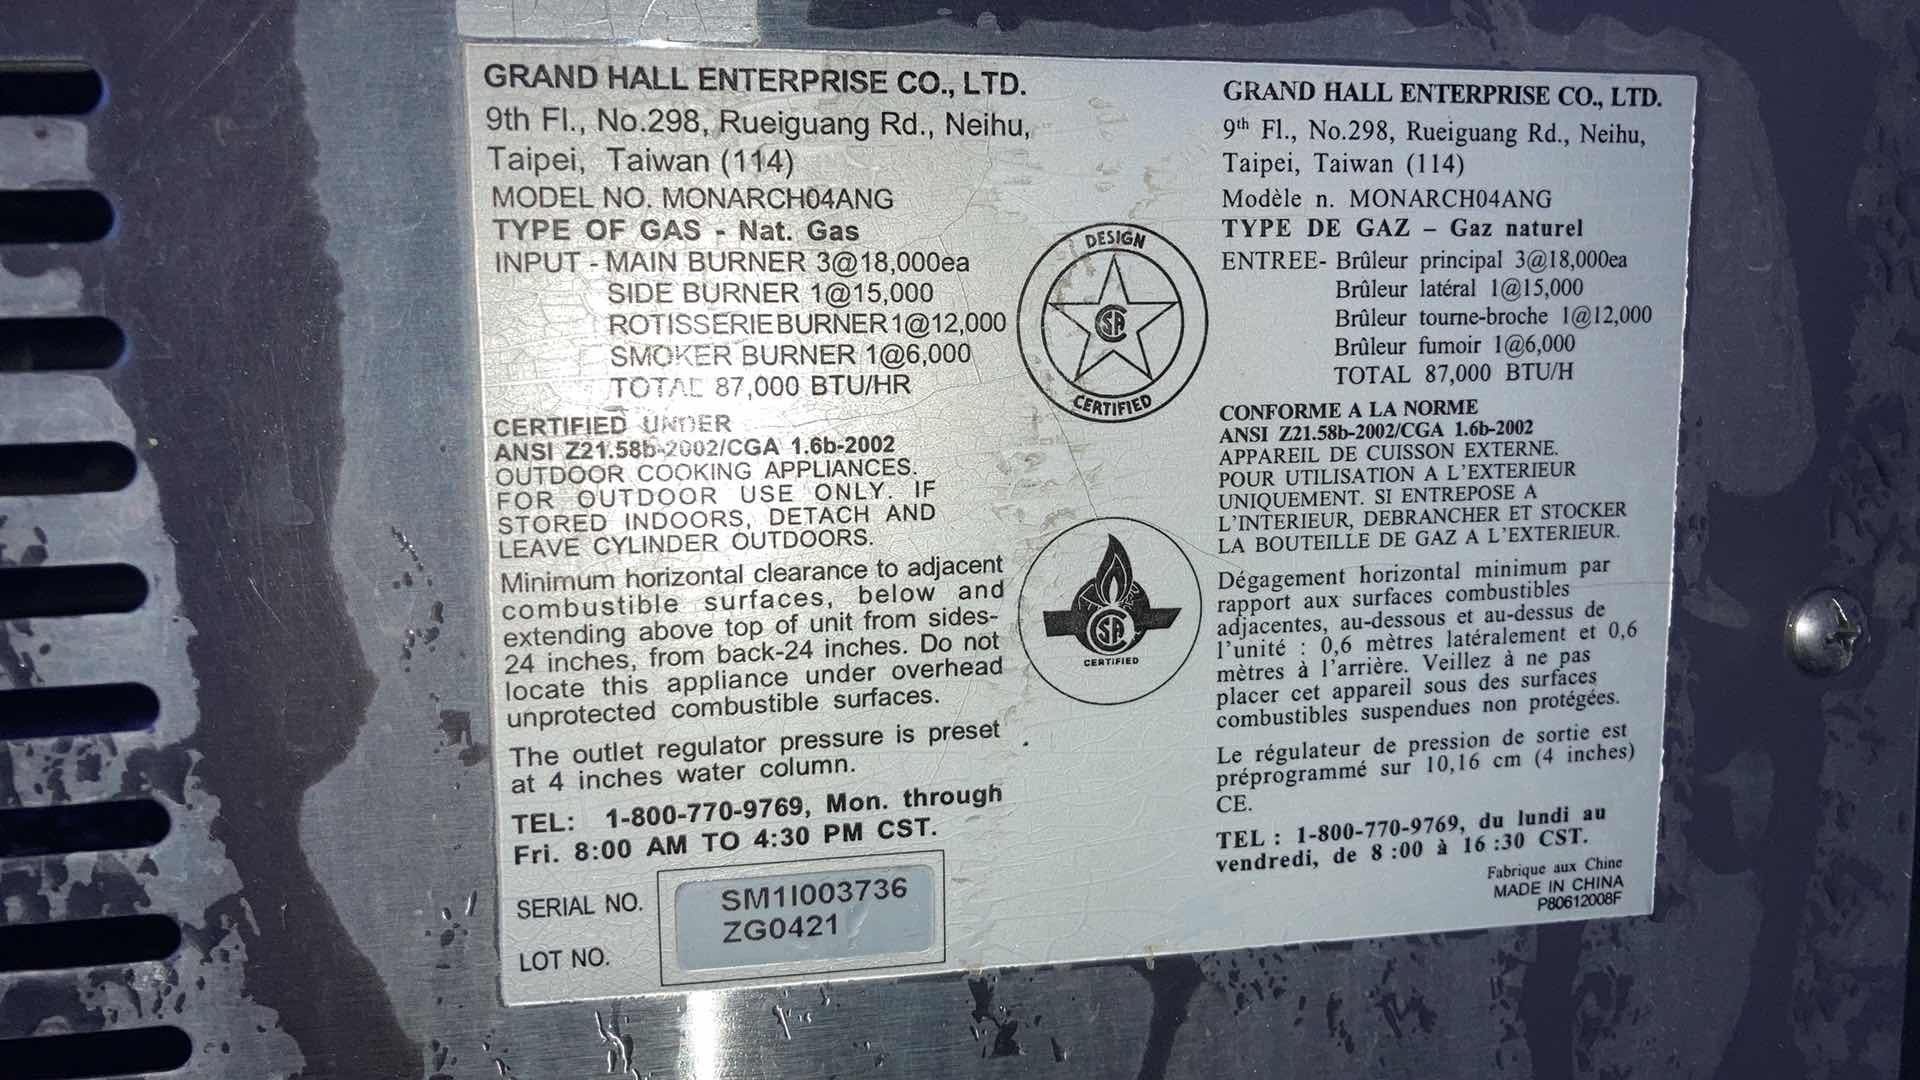 GRAND HALL ENTERPRISE CO., LTD.
9th Fl., No.298, Rueiguang Rd., Neihu,
Taipei, Taiwan (114)
MODEL NO. MONARCH04ANG
TYPE OF GAS - Nat. Gas
INPUT - MAIN BURNER 3@18,000ea
SIDE BURNER 1@15,000
ROTISSERIE BURNER 1@12,000
SMOKER BURNER 1@6,000
TOTAL 87,000 BTU/HR
CERTIFIED UNDER
ANSI Z21.58b-2002/CGA 1.6b-2002
OUTDOOR COOKING APPLIANCES.
FOR OUTDOOR USE ONLY. IF
STORED INDOORS, DETACH AND
LEAVE CYLINDER OUTDOORS.
Minimum horizontal clearance to adjacent
combustible surfaces, below and
extending above top of unit from sides-
24 inches, from back-24 inches. Do not
locate this appliance under overhead
unprotected combustible surfaces.
The outlet regulator pressure is preset
at 4 inches water column.
TEL: 1-800-770-9769, Mon. through
Fri. 8:00 AM TO 4:30 PM CST.
SERIAL NO. SM1I003736
ZG0421
LOT NO.
DESIGN
CSA
CERTIFIED
CSA
CERTIFIED
GRAND HALL ENTERPRISE CO., LTD.
9th Fl., No.298, Rueiguang Rd., Neihu,
Taipei, Taiwan (114)
Modèle n. MONARCH04ANG
TYPE DE GAZ – Gaz naturel
ENTREE- Brûleur principal 3@18,000ea
Brûleur latéral 1@15,000
Brûleur tourne-broche 1@12,000
Brûleur fumoir 1@6,000
TOTAL 87,000 BTU/H
CONFORME A LA NORME
ANSI Z21.58b-2002/CGA 1.6b-2002
APPAREIL DE CUISSON EXTERNE.
POUR UTILISATION A L'EXTERIEUR
UNIQUEMENT. SI ENTREPOSE A
L'INTERIEUR, DEBRANCHER ET STOCKER
LA BOUTEILLE DE GAZ A L'EXTERIEUR.
Dégagement horizontal minimum par
rapport aux surfaces combustibles
adjacentes, au-dessous et au-dessus de
l'unité : 0,6 mètres latéralement et 0,6
mètres à l'arrière. Veillez à ne pas
placer cet appareil sous des surfaces
combustibles suspendues non protégées.
Le régulateur de pression de sortie est
préprogrammé sur 10,16 cm (4 inches)
CE.
TEL : 1-800-770-9769, du lundi au
vendredi, de 8 :00 à 16 :30 CST.
Fabrique aux Chine
MADE IN CHINA
P80612008F